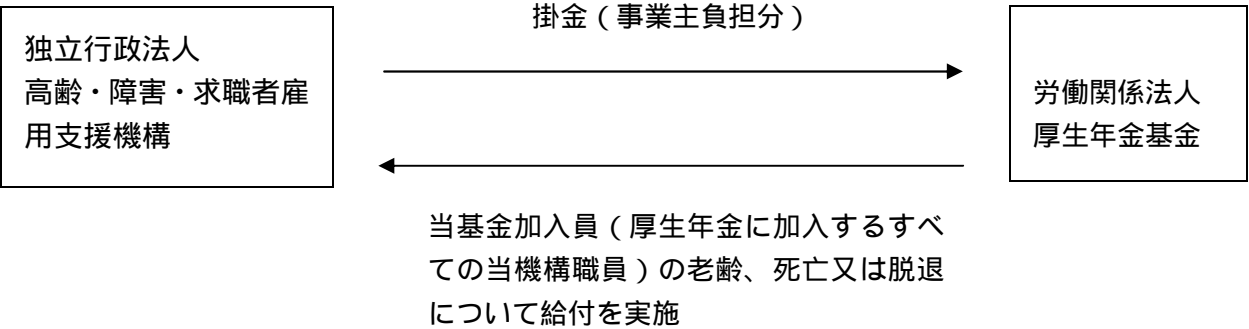 掛金（事業主負担分）
独立行政法人
高齢・障害・求職者雇
用支援機構
労働関係法人
厚生年金基金
当基金加入員（厚生年金に加入するすべ
ての当機構職員）の老齢、死亡又は脱退
について給付を実施